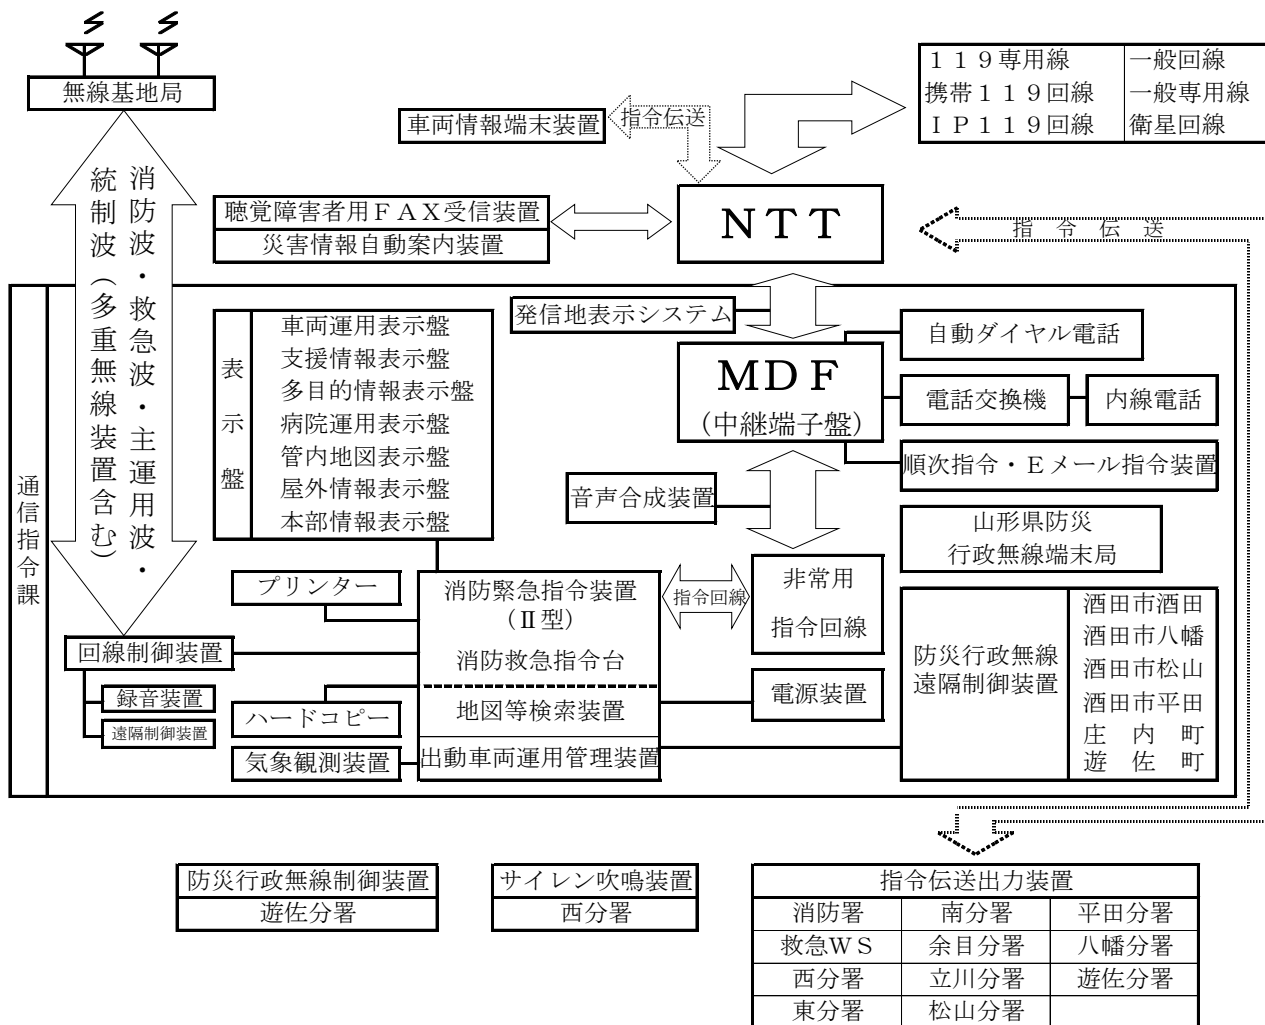 無線基地局
１１９専用線
一般回線
携帯１１９回線
一般専用線
ＩＰ１１９回線
衛星回線
車両情報端末装置
指令伝送
消防波・救急波・主運用波・
統制波（多重無線装置含む）
聴覚障害者用ＦＡＸ受信装置
災害情報自動案内装置
ＮＴＴ
指令伝送
通信指令課
発信地表示システム
表示盤
車両運用表示盤
支援情報表示盤
多目的情報表示盤
病院運用表示盤
管内地図表示盤
屋外情報表示盤
本部情報表示盤
ＭＤＦ
（中継端子盤）
自動ダイヤル電話
電話交換機
内線電話
順次指令・Ｅメール指令装置
音声合成装置
山形県防災
行政無線端末局
プリンター
消防緊急指令装置
（Ⅱ型）
消防救急指令台
地図等検索装置
出動車両運用管理装置
指令回線
非常用
指令回線
電源装置
回線制御装置
録音装置
遠隔制御装置
ハードコピー
気象観測装置
防災行政無線
遠隔制御装置
酒田市酒田
酒田市八幡
酒田市松山
酒田市平田
庄内町
遊佐町
防災行政無線制御装置
遊佐分署
サイレン吹鳴装置
西分署
指令伝送出力装置
消防署
南分署
平田分署
救急ＷＳ
余目分署
八幡分署
西分署
立川分署
遊佐分署
東分署
松山分署